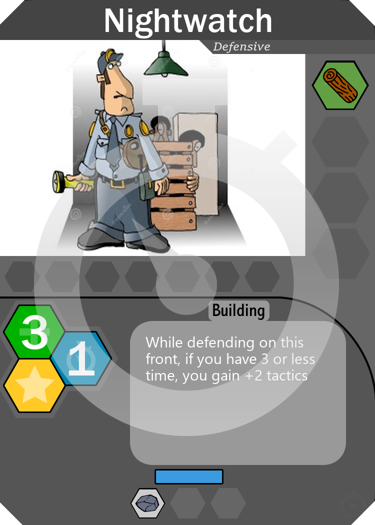 Nightwatch
Defensive
3
1
Building
While defending on this
front, if you have 3 or less
time, you gain +2 tactics